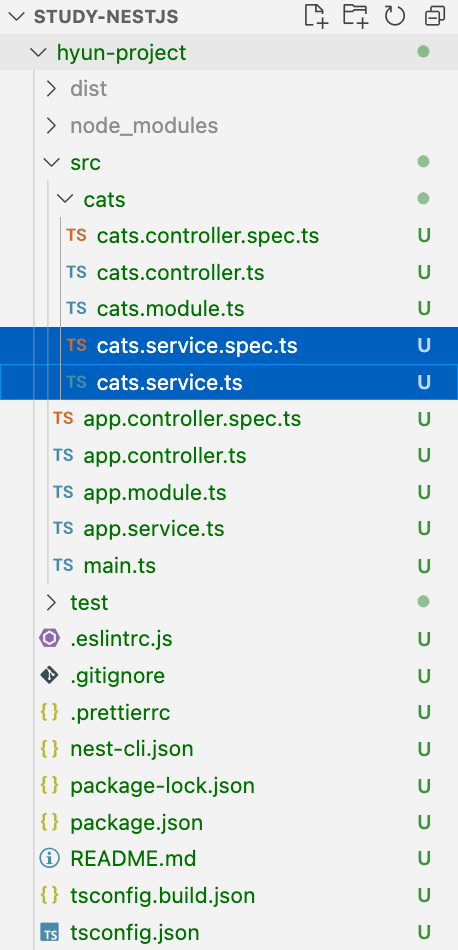 STUDY-NESTJS
hyun-project
dist
node_modules
src
cats
TS cats.controller.spec.ts U
TS cats.controller.ts U
TS cats.module.ts U
TS cats.service.spec.ts U
TS cats.service.ts U
TS app.controller.spec.ts U
TS app.controller.ts U
TS app.module.ts U
TS app.service.ts U
TS main.ts U
test
.eslintrc.js U
.gitignore U
{} .prettierrc U
{} nest-cli.json U
{} package-lock.json U
{} package.json U
README.md U
{} tsconfig.build.json U
TS tsconfig.json U